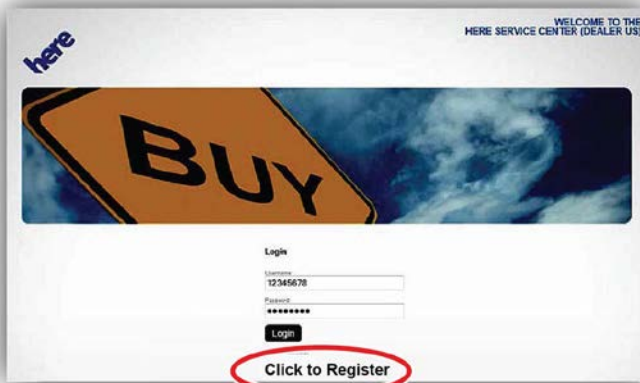 here
WELCOME TO THE
HERE SERVICE CENTER (DEALER US)
BUY
Login
Username
12345678
Password
••••••••
Login
Click to Register